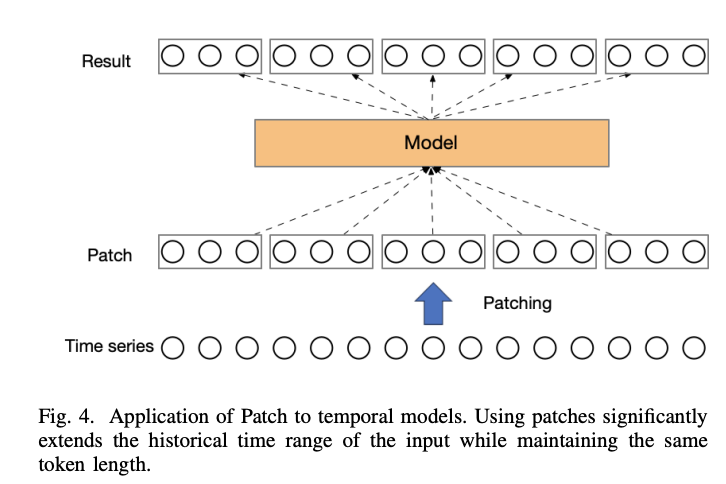 Result
Model
Patch
Patching
Time series
Fig. 4. Application of Patch to temporal models. Using patches significantly
extends the historical time range of the input while maintaining the same
token length.